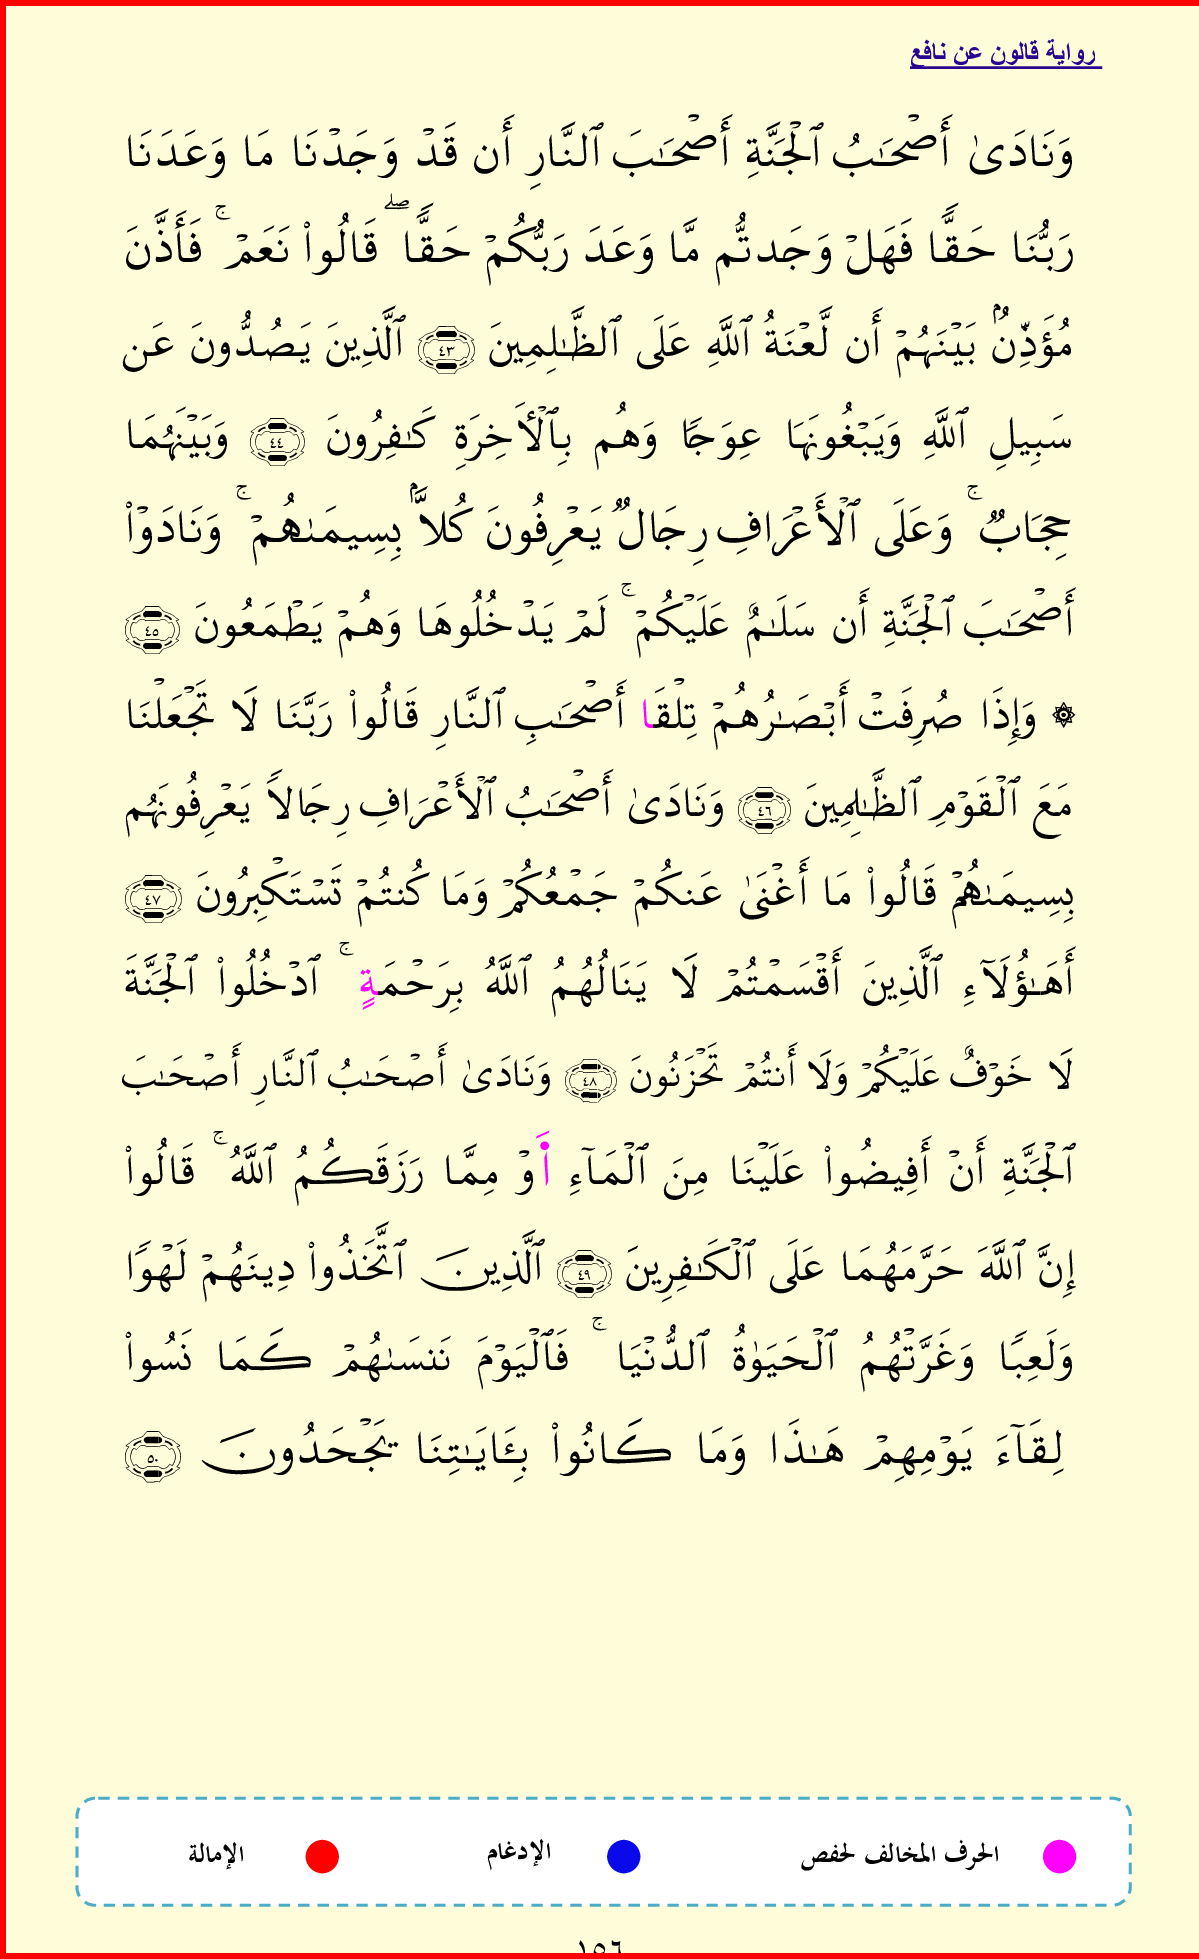 رواية قالون عن نافع
وَنَادَىٰ أَصْحَـٰبُ ٱلْجَنَّةِ أَصْحَـٰبَ ٱلنَّارِ أَن قَدْ وَجَدْنَا مَا وَعَدَنَا
رَبُّنَا حَقًّا فَهَلْ وَجَدتُّم مَّا وَعَدَ رَبُّكُمْ حَقًّا ۖ قَالُوا۟ نَعَمْ ۚ فَأَذَّنَ
مُؤَذِّنٌۢ بَيْنَهُمْ أَن لَّعْنَةُ ٱللَّهِ عَلَى ٱلظَّـٰلِمِينَ ٤٣ ٱلَّذِينَ يَصُدُّونَ عَن
سَبِيلِ ٱللَّهِ وَيَبْغُونَهَا عِوَجًا وَهُم بِٱلْأَخِرَةِ كَـٰفِرُونَ ٤٤ وَبَيْنَهُمَا
حِجَابٌ ۚ وَعَلَى ٱلْأَعْرَافِ رِجَالٌ يَعْرِفُونَ كُلاًّۢ بِسِيمَـٰهُمْ ۚ وَنَادَوْا۟
أَصْحَـٰبَ ٱلْجَنَّةِ أَن سَلَـٰمٌ عَلَيْكُمْ ۚ لَمْ يَدْخُلُوهَا وَهُمْ يَطْمَعُونَ ٤٥
۞ وَإِذَا صُرِفَتْ أَبْصَـٰرُهُمْ تِلْقَا أَصْحَـٰبِ ٱلنَّارِ قَالُوا۟ رَبَّنَا لَا تَجْعَلْنَا
مَعَ ٱلْقَوْمِ ٱلظَّـٰلِمِينَ ٤٦ وَنَادَىٰ أَصْحَـٰبُ ٱلْأَعْرَافِ رِجَالاً يَعْرِفُونَهُم
بِسِيمَـٰهُمْ قَالُوا۟ مَا أَغْنَىٰ عَنكُمْ جَمْعُكُمْ وَمَا كُنتُمْ تَسْتَكْبِرُونَ ٤٧
أَهَـٰؤُلَآءِ ٱلَّذِينَ أَقْسَمْتُمْ لَا يَنَالُهُمُ ٱللَّهُ بِرَحْمَةٍ ۚ ٱدْخُلُوا۟ ٱلْجَنَّةَ
لَا خَوْفٌ عَلَيْكُمْ وَلَا أَنتُمْ تَحْزَنُونَ ٤٨ وَنَادَىٰ أَصْحَـٰبُ ٱلنَّارِ أَصْحَـٰبَ
ٱلْجَنَّةِ أَنْ أَفِيضُوا۟ عَلَيْنَا مِنَ ٱلْمَآءِ أَوْ مِمَّا رَزَقَكُمُ ٱللَّهُ ۚ قَالُوا۟
إِنَّ ٱللَّهَ حَرَّمَهُمَا عَلَى ٱلْكَـٰفِرِينَ ٤٩ ٱلَّذِينَ ٱتَّخَذُوا۟ دِينَهُمْ لَهْوًا
وَلَعِبًا وَغَرَّتْهُمُ ٱلْحَيَوٰةُ ٱلدُّنْيَا ۚ فَٱلْيَوْمَ نَنسَىٰهُمْ كَمَا نَسُوا۟
لِقَآءَ يَوْمِهِمْ هَـٰذَا وَمَا كَانُوا۟ بِـَٔايَـٰتِنَا يَجْحَدُونَ ٥٠
الحرف المخالف لحفص الإدغام الإمالة
١٥٦